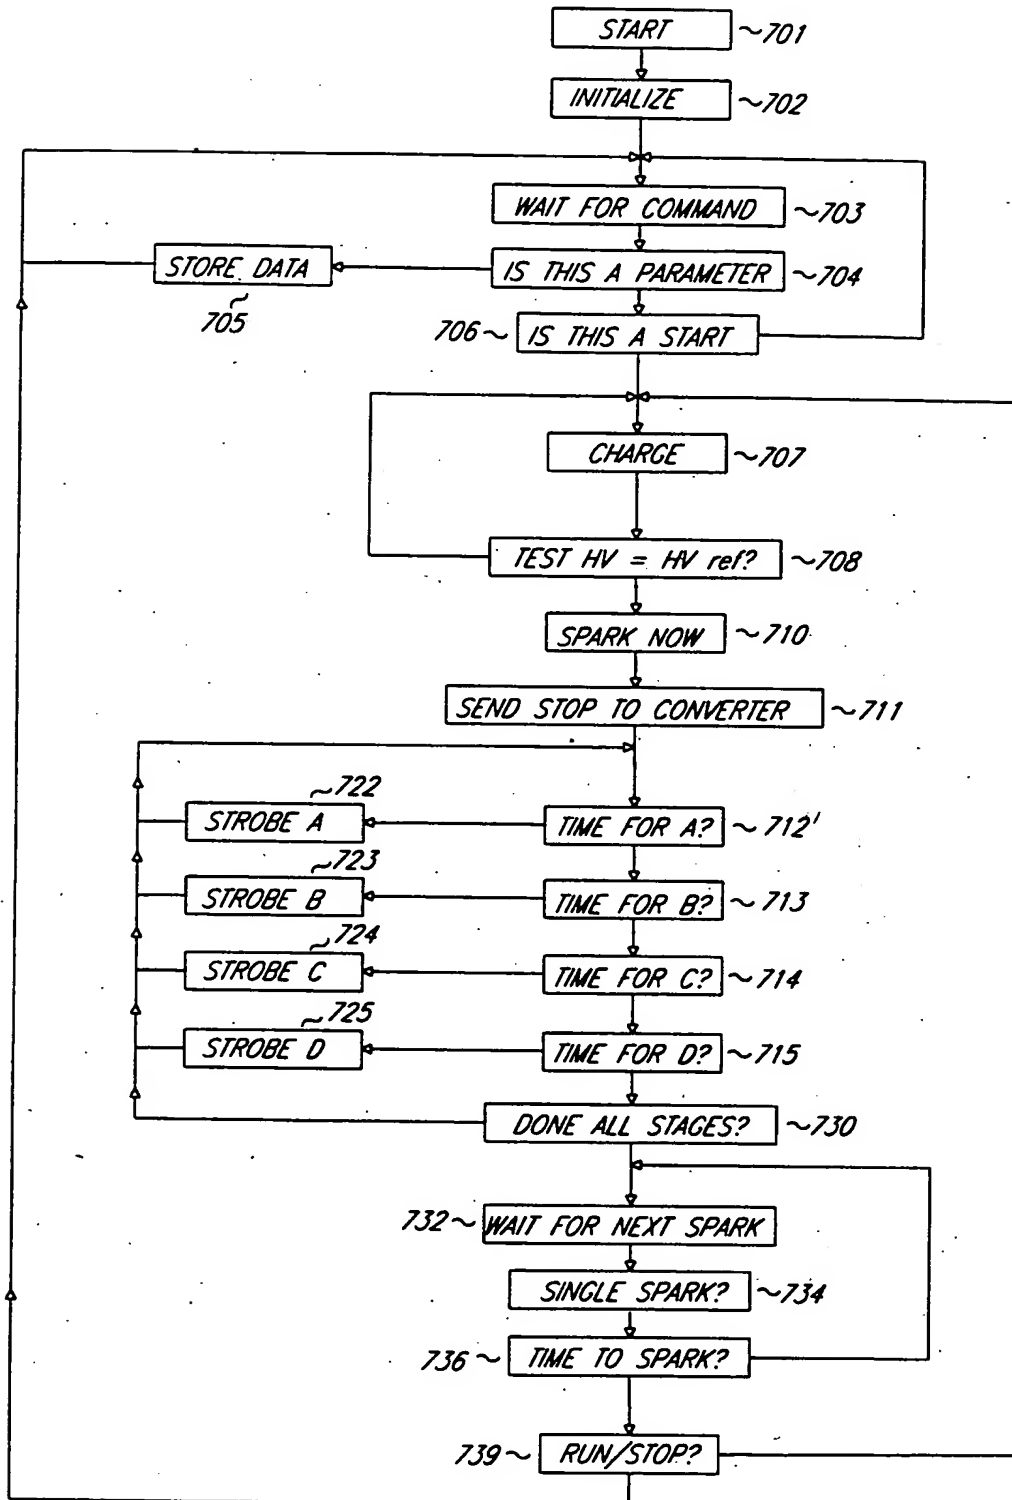 START ~701
INITIALIZE ~702
WAIT FOR COMMAND ~703
STORE DATA
705
IS THIS A PARAMETER ~704
706 ~ IS THIS A START
CHARGE ~707
TEST HV = HV ref? ~708
SPARK NOW ~710
SEND STOP TO CONVERTER ~711
722
STROBE A
TIME FOR A? ~712'
723
STROBE B
TIME FOR B? ~713
724
STROBE C
TIME FOR C? ~714
725
STROBE D
TIME FOR D? ~715
DONE ALL STAGES? ~730
732~ WAIT FOR NEXT SPARK
SINGLE SPARK? ~734
736 ~ TIME TO SPARK?
739~ RUN/STOP?